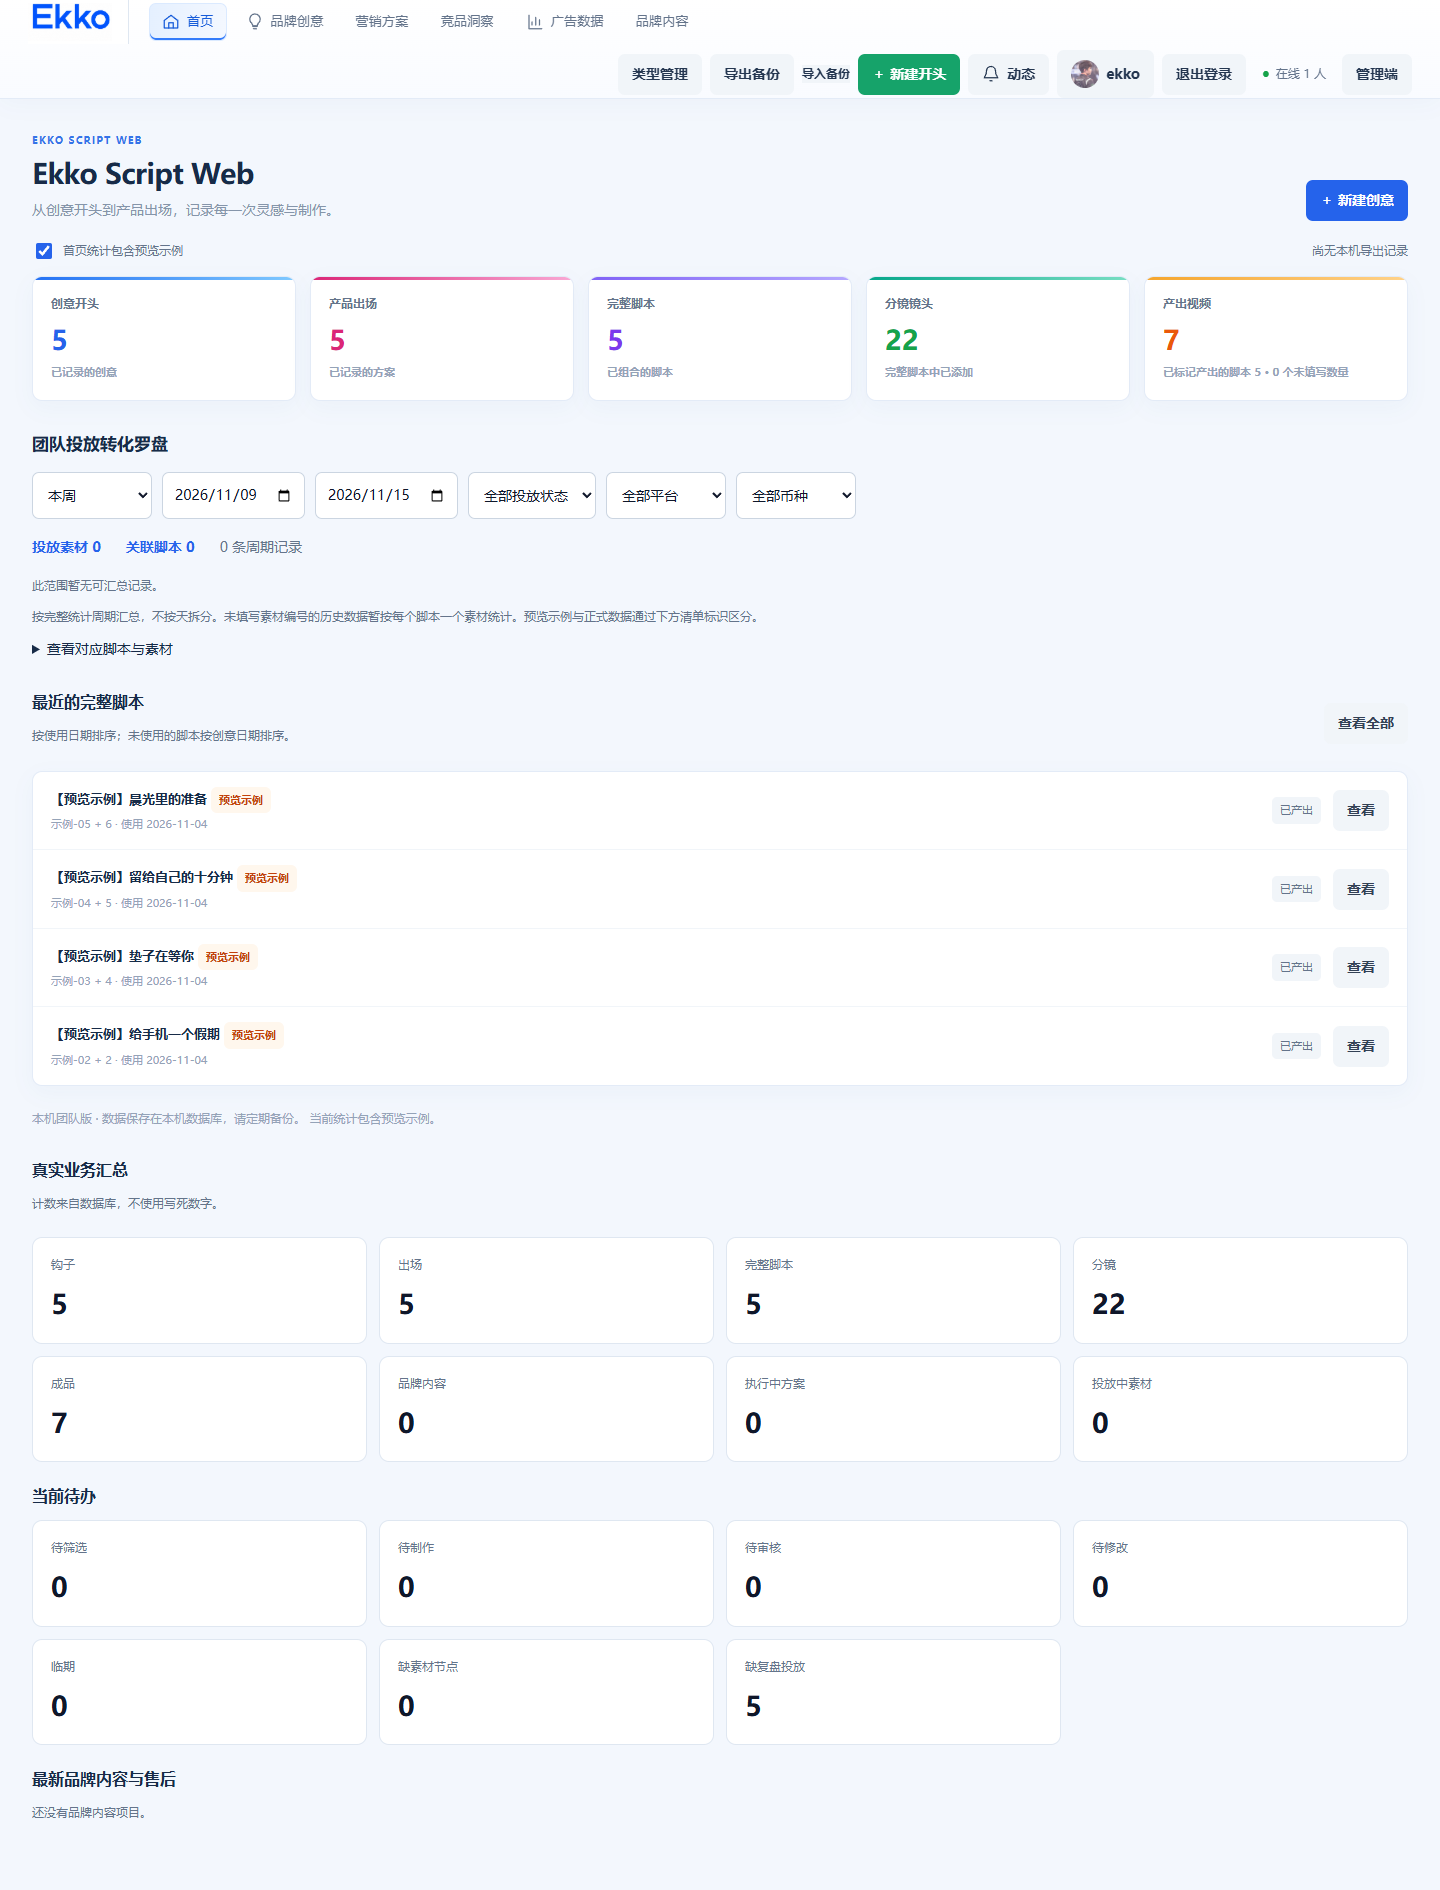 Ekko
首页
品牌创意
营销方案
竞品洞察
广告数据
品牌内容
类型管理
导出备份
导入备份
+ 新建开头
动态
ekko
退出登录
在线 1 人
管理端
EKKO SCRIPT WEB
Ekko Script Web
从创意开头到产品出场，记录每一次灵感与制作。
+ 新建创意
首页统计包含预览示例
尚无本机导出记录
创意开头
5
已记录的创意
产品出场
5
已记录的方案
完整脚本
5
已组合的脚本
分镜镜头
22
完整脚本中已添加
产出视频
7
已标记产出的脚本 5 • 0 个未填写数量
团队投放转化罗盘
本周
2026/11/09
2026/11/15
全部投放状态
全部平台
全部币种
投放素材 0
关联脚本 0
0 条周期记录
此范围暂无可汇总记录。
按完整统计周期汇总，不按天拆分。未填写素材编号的历史数据暂按每个脚本一个素材统计。预览示例与正式数据通过下方清单标识区分。
查看对应脚本与素材
最近的完整脚本
按使用日期排序；未使用的脚本按创意日期排序。
查看全部
【预览示例】晨光里的准备 预览示例
示例-05 + 6 · 使用 2026-11-04
已产出
查看
【预览示例】留给自己的十分钟 预览示例
示例-04 + 5 · 使用 2026-11-04
已产出
查看
【预览示例】垫子在等你 预览示例
示例-03 + 4 · 使用 2026-11-04
已产出
查看
【预览示例】给手机一个假期 预览示例
示例-02 + 2 · 使用 2026-11-04
已产出
查看
本机团队版 · 数据保存在本机数据库，请定期备份。 当前统计包含预览示例。
真实业务汇总
计数来自数据库，不使用写死数字。
钩子
5
出场
5
完整脚本
5
分镜
22
成品
7
品牌内容
0
执行中方案
0
投放中素材
0
当前待办
待筛选
0
待制作
0
待审核
0
待修改
0
临期
0
缺素材节点
0
缺复盘投放
5
最新品牌内容与售后
还没有品牌内容项目。